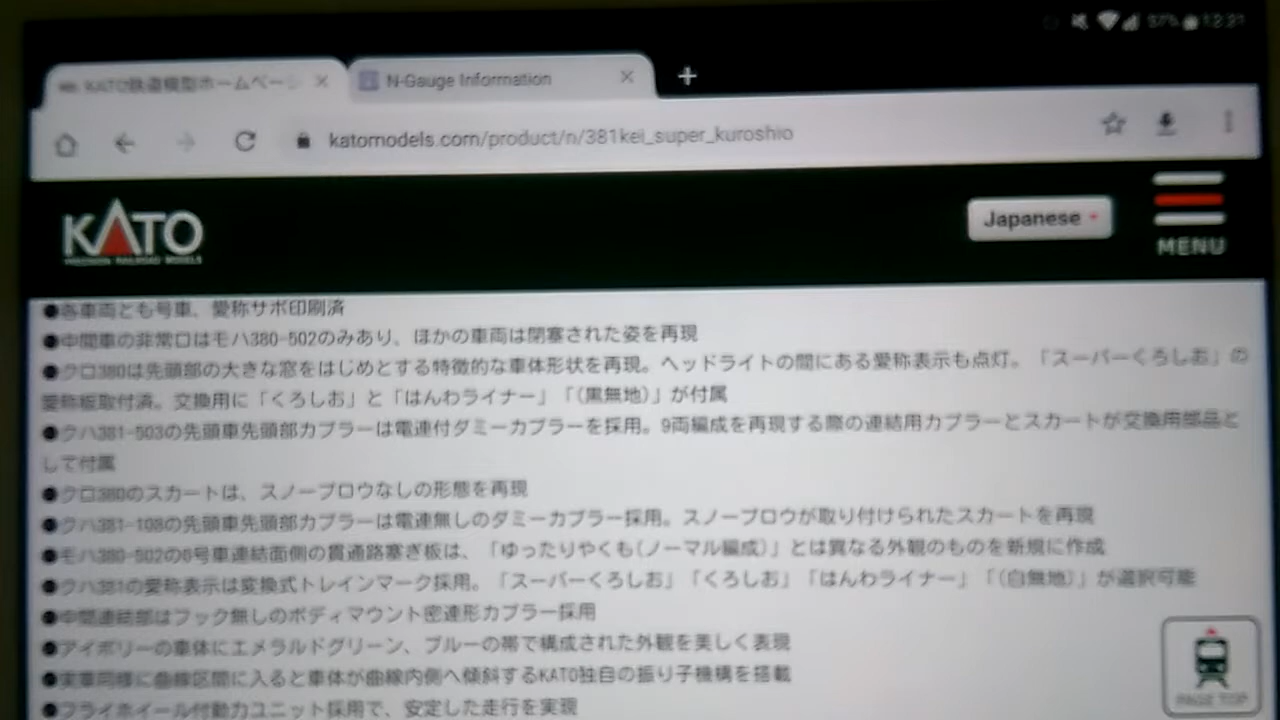 57% 12:21
KATO鉄道模型ホームページ
N-Gauge Information
katomodels.com/product/n/381kei_super_kuroshio
KATO
PRECISION RAILROAD MODELS
Japanese
MENU
●各車両とも号車、愛称サボ印刷済
●中間車の非常口はモハ380-502のみあり、ほかの車両は閉塞された姿を再現
●クロ380は先頭部の大きな窓をはじめとする特徴的な車体形状を再現。ヘッドライトの間にある愛称表示も点灯。「スーパーくろしお」の
愛称板取付済。交換用に「くろしお」と「はんわライナー」「(黒無地)」が付属
●クハ381-503の先頭車先頭部カプラーは電連付ダミーカプラーを採用。9両編成を再現する際の連結用カプラーとスカートが交換用部品と
して付属
●クロ380のスカートは、スノープロウなしの形態を再現
●クハ381-108の先頭車先頭部カプラーは電連無しのダミーカプラー採用。スノープロウが取り付けられたスカートを再現
●モハ380-502の6号車連結面側の貫通路塞ぎ板は、「ゆったりやくも(ノーマル編成)」とは異なる外観のものを新規に作成
●クハ381の愛称表示は変換式トレインマーク採用。「スーパーくろしお」「くろしお」「はんわライナー」「(白無地)」が選択可能
●中間連結部はフック無しのボディマウント密連形カプラー採用
●アイボリーの車体にエメラルドグリーン、ブルーの帯で構成された外観を美しく表現
●実車同様に曲線区間に入ると車体が曲線内側へ傾斜するKATO独自の振り子機構を搭載
●フライホイール付動力ユニット採用で、安定した走行を実現
PAGE TOP